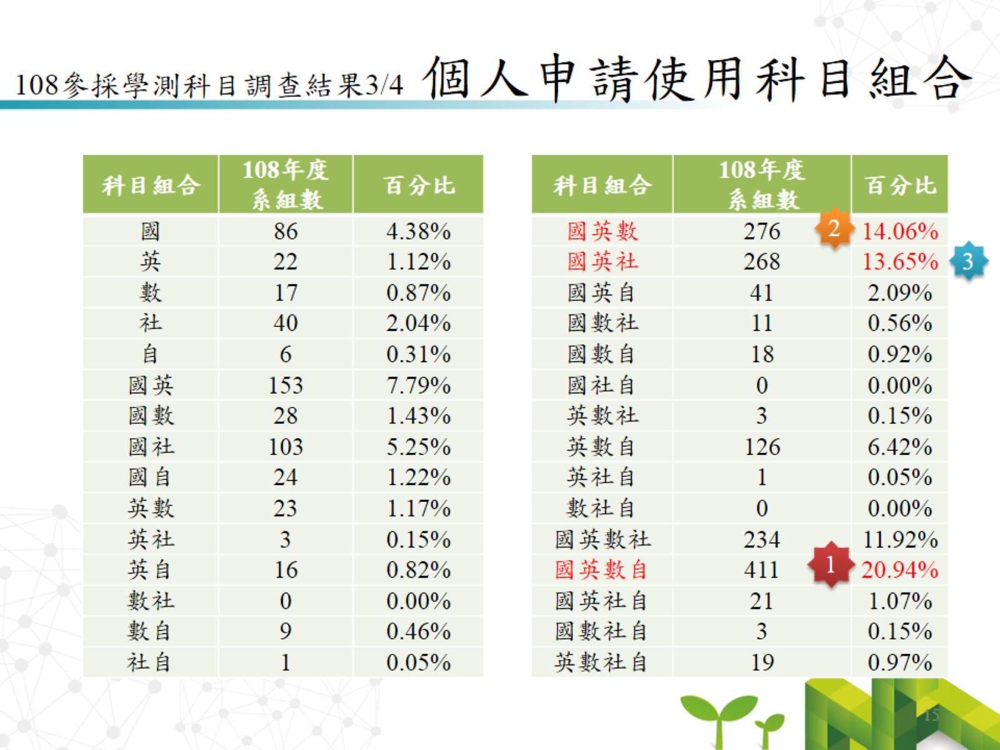 108參採學測科目調查結果3/4 個人申請使用科目組合
科目組合 108年度系組數 百分比
國 86 4.38%
英 22 1.12%
數 17 0.87%
社 40 2.04%
自 6 0.31%
國英 153 7.79%
國數 28 1.43%
國社 103 5.25%
國自 24 1.22%
英數 23 1.17%
英社 3 0.15%
英自 16 0.82%
數社 0 0.00%
數自 9 0.46%
社自 1 0.05%
科目組合 108年度系組數 百分比
國英數 276 2 14.06%
國英社 268 13.65% 3
國英自 41 2.09%
國數社 11 0.56%
國數自 18 0.92%
國社自 0 0.00%
英數社 3 0.15%
英數自 126 6.42%
英社自 1 0.05%
數社自 0 0.00%
國英數社 234 11.92%
國英數自 411 1 20.94%
國英社自 21 1.07%
國數社自 3 0.15%
英數社自 19 0.97%
15